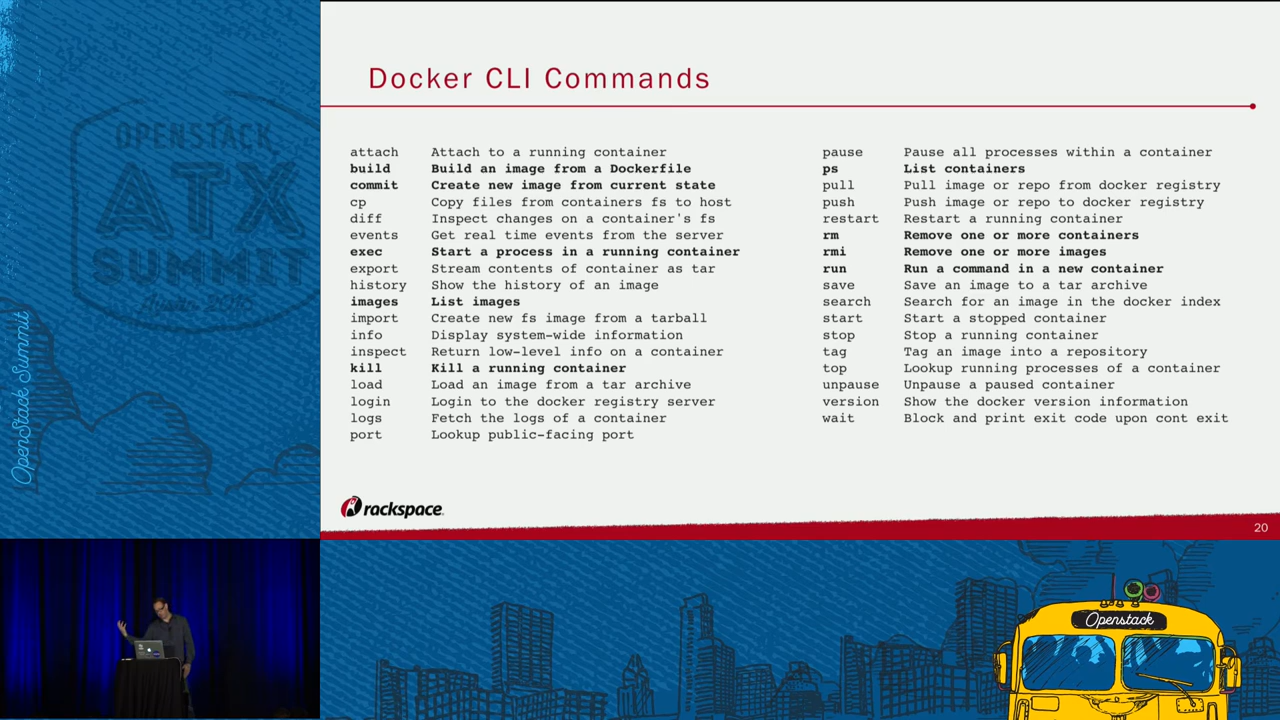 Docker CLI Commands
attach Attach to a running container
build Build an image from a Dockerfile
commit Create new image from current state
cp Copy files from containers fs to host
diff Inspect changes on a container's fs
events Get real time events from the server
exec Start a process in a running container
export Stream contents of container as tar
history Show the history of an image
images List images
import Create new fs image from a tarball
info Display system-wide information
inspect Return low-level info on a container
kill Kill a running container
load Load an image from a tar archive
login Login to the docker registry server
logs Fetch the logs of a container
port Lookup public-facing port
pause Pause all processes within a container
ps List containers
pull Pull image or repo from docker registry
push Push image or repo to docker registry
restart Restart a running container
rm Remove one or more containers
rmi Remove one or more images
run Run a command in a new container
save Save an image to a tar archive
search Search for an image in the docker index
start Start a stopped container
stop Stop a running container
tag Tag an image into a repository
top Lookup running processes of a container
unpause Unpause a paused container
version Show the docker version information
wait Block and print exit code upon cont exit
rackspace
20
OPENSTACK
ATX
SUMMIT
Austin 2016
OpenStack Summit
Openstack